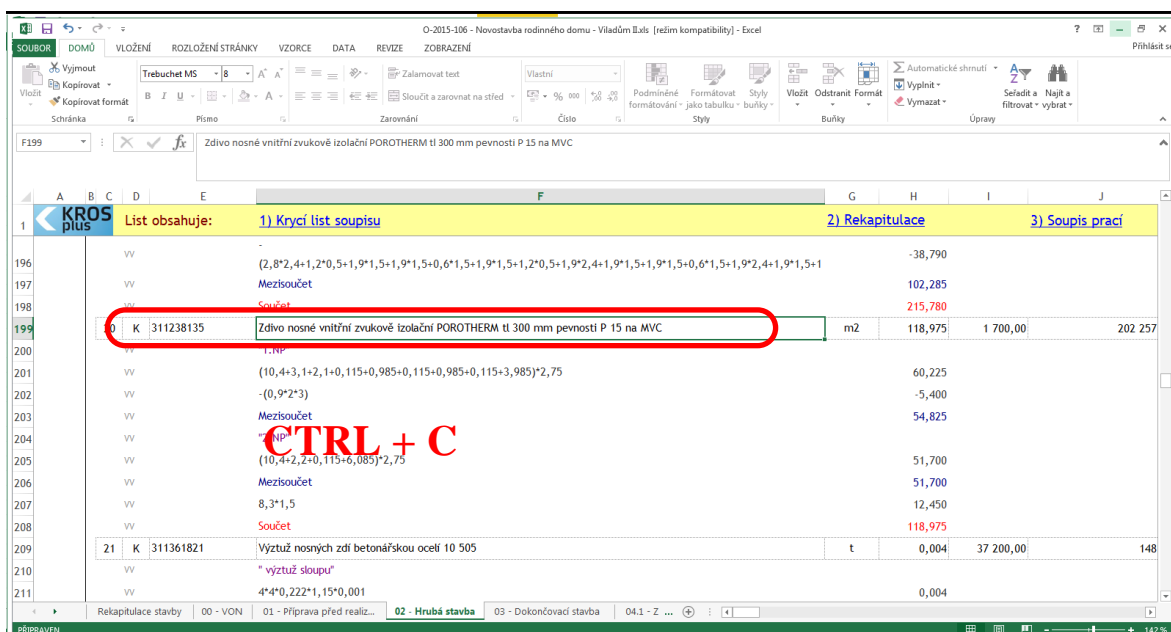 O-2015-106 - Novostavba rodinného domu - Viladům II.xls [režim kompatibility] - Excel
SOUBOR DOMŮ VLOŽENÍ ROZLOŽENÍ STRÁNKY VZORCE DATA REVIZE ZOBRAZENÍ Přihlásit se
Vložit
Vyjmout
Kopírovat
Kopírovat formát
Schránka
Trebuchet MS 8
B I U
Písmo
Zalamovat text
Sloučit a zarovnat na střed
Zarovnání
Vlastní
% 000
Číslo
Podmíněné formátování
Formátovat jako tabulku
Styly buňky
Styly
Vložit Odstranit Formát
Buňky
Automatické shrnutí
Vyplnit
Vymazat
Seřadit a filtrovat
Najít a vybrat
Úpravy
F199 fx Zdivo nosné vnitřní zvukově izolační POROTHERM tl 300 mm pevnosti P 15 na MVC
A B C D E F G H I J
1 KROS plus List obsahuje: 1) Krycí list soupisu 2) Rekapitulace 3) Soupis prací
196 VV - -38,790
(2,8*2,4+1,2*0,5+1,9*1,5+1,9*1,5+0,6*1,5+1,9*1,5+1,2*0,5+1,9*2,4+1,9*1,5+1,9*1,5+0,6*1,5+1,9*2,4+1,9*1,5+1
197 VV Mezisoučet 102,285
198 VV Součet 215,780
199 20 K 311238135 Zdivo nosné vnitřní zvukově izolační POROTHERM tl 300 mm pevnosti P 15 na MVC m2 118,975 1 700,00 202 257
200 VV "1.NP"
201 VV (10,4+3,1+2,1+0,115+0,985+0,115+0,985+0,115+3,985)*2,75 60,225
202 VV -(0,9*2*3) -5,400
203 VV Mezisoučet 54,825
204 VV "2.NP"
CTRL + C
205 VV (10,4+2,2+0,115+6,085)*2,75 51,700
206 VV Mezisoučet 51,700
207 VV 8,3*1,5 12,450
208 VV Součet 118,975
209 21 K 311361821 Výztuž nosných zdí betonářskou ocelí 10 505 t 0,004 37 200,00 148
210 VV " výztuž sloupu"
211 VV 4*4*0,222*1,15*0,001 0,004
Rekapitulace stavby 00 - VON 01 - Příprava před realiz... 02 - Hrubá stavba 03 - Dokončovací stavba 04.1 - Z ...
PŘIPRAVEN 142 %